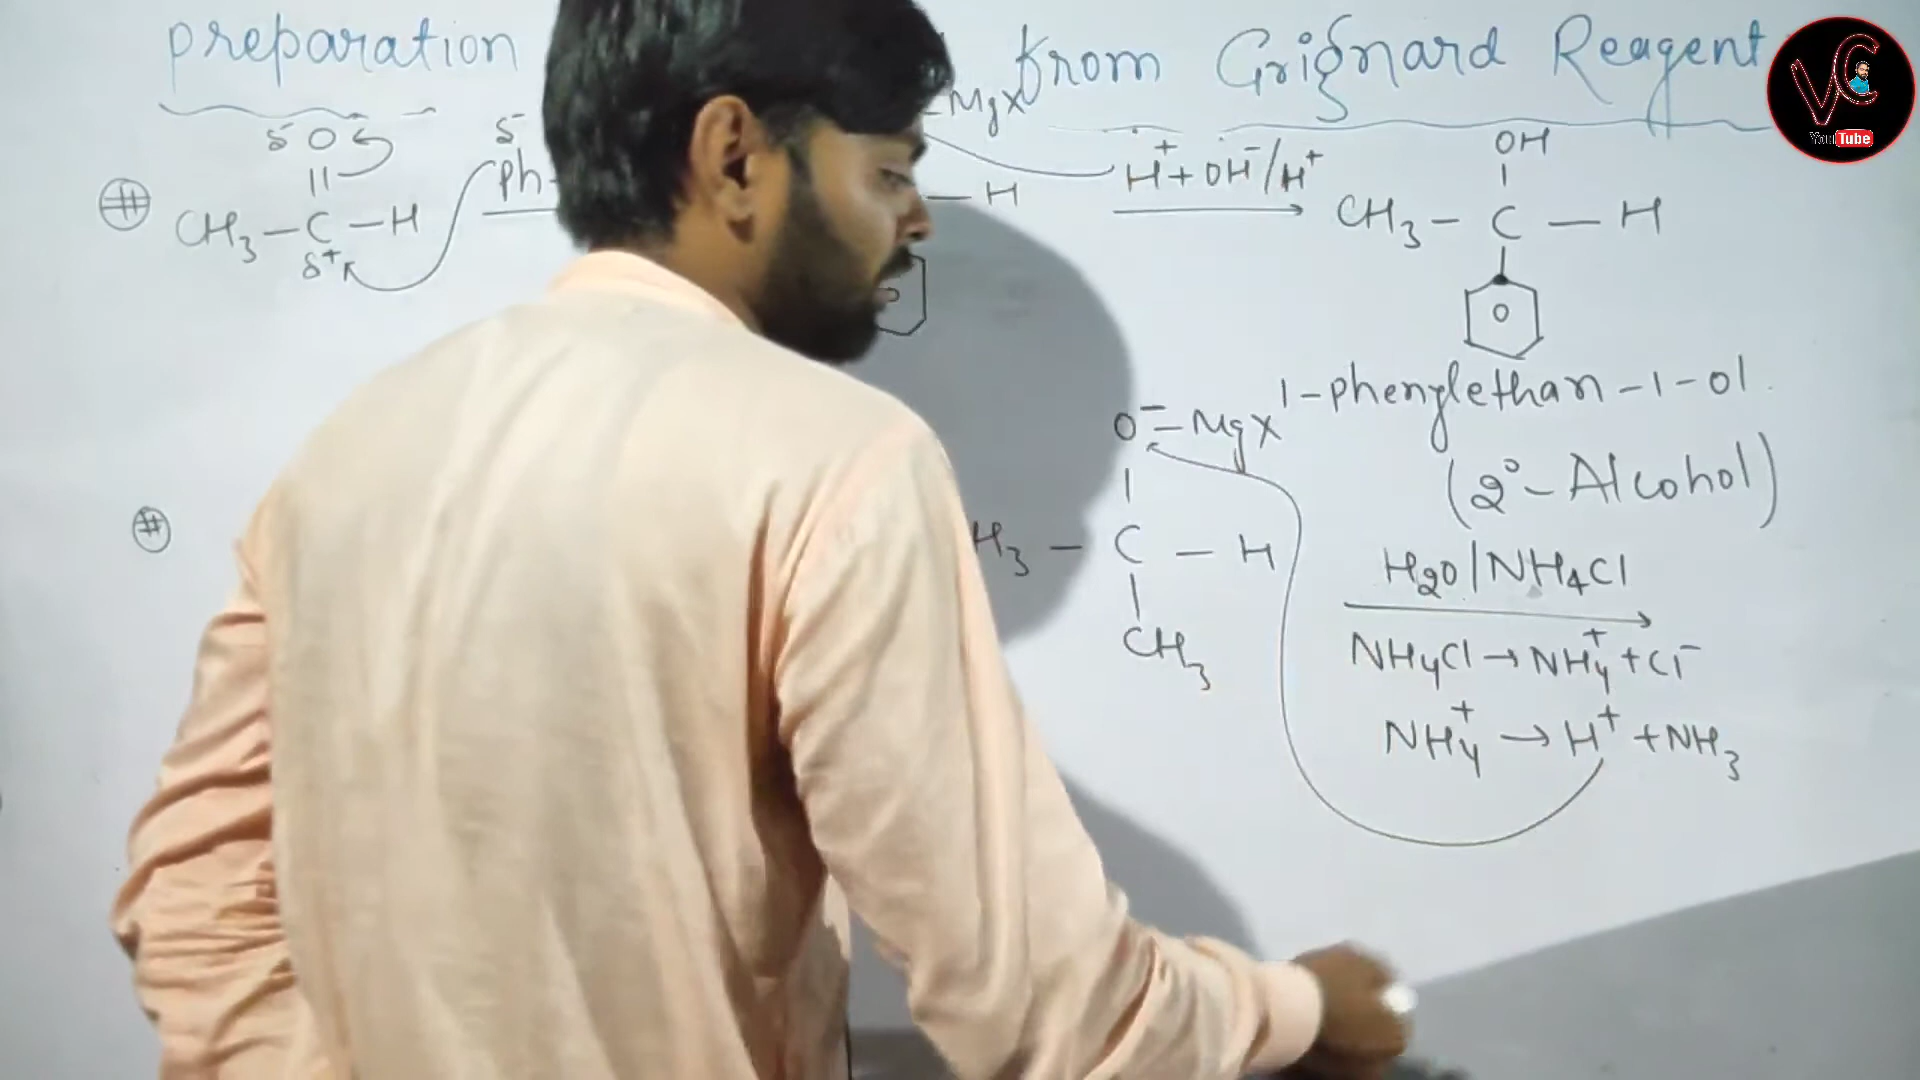 preparation from Grignard Reagent
VC
YouTube
δ- O
δ-
MgX
OH
||
Ph-
H+ + OH-/H+
CH3 - C - H
- H
CH3 - C - H
δ+
1-phenylethan-1-ol.
O- - MgX
(2°-Alcohol)
H3 - C - H
H2O/NH4Cl
CH3
NH4Cl → NH4+ + Cl-
NH4+ → H+ + NH3